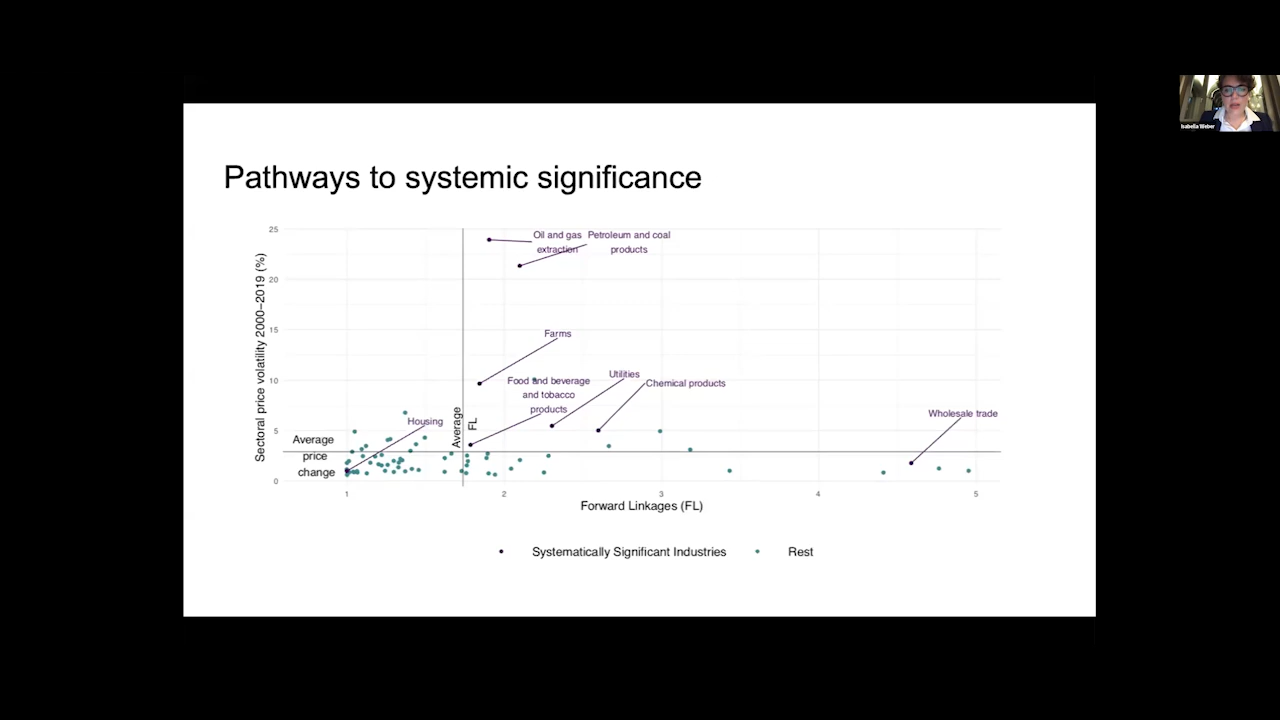 Isabella Weber
Pathways to systemic significance
25
20
15
10
5
0
Sectoral price volatility 2000–2019 (%)
Oil and gas
extraction
Petroleum and coal
products
Farms
Food and beverage
and tobacco
products
Utilities
Chemical products
Wholesale trade
Housing
Average
price
change
Average
FL
1
2
3
4
5
Forward Linkages (FL)
Systematically Significant Industries
Rest